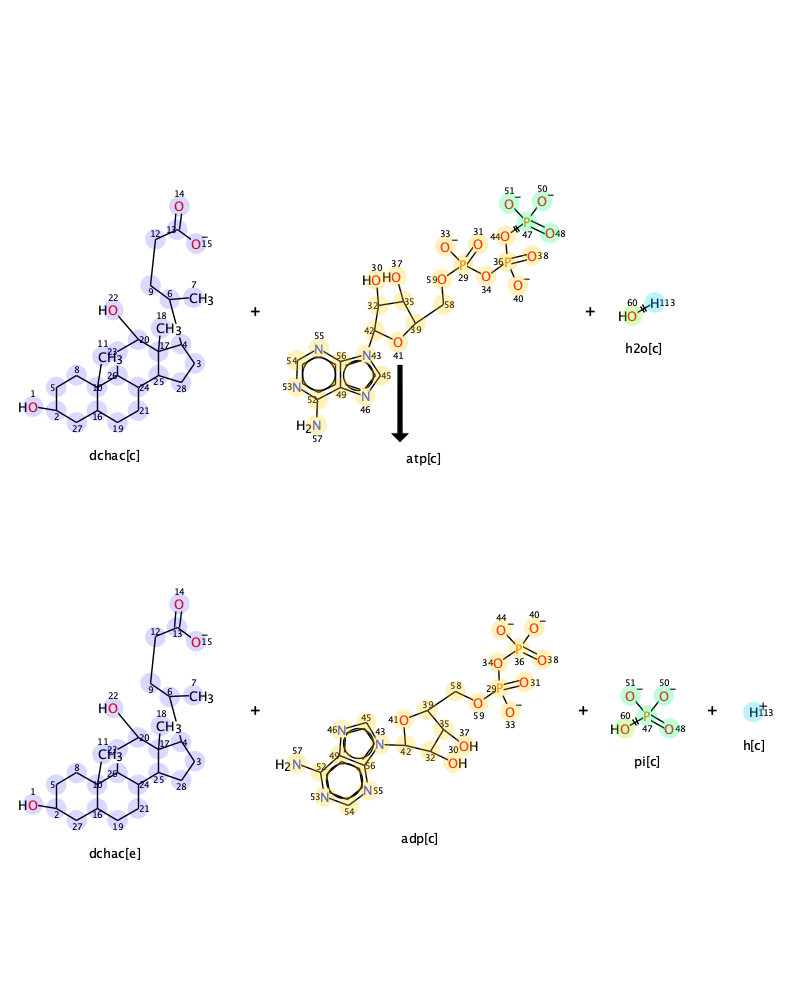 14
13
12
O
O⁻ 15
22
HO
9
6
7
CH3
18
CH3
20
17
4
3
11
CH3
23
8
26
5
10
24
25
28
1
HO
2
16
21
27
19
dchac[c]
+
51
O⁻
50
O⁻
P
47
O 48
44 O
33
O⁻
31
O
P
29
36 P
O 38
O
34
O⁻
40
59 O
30
HO
37
HO
32
35
58
42
39
O
41
55
N
56
N 43
54
45
53 N
49
N
46
52
H2N
57
atp[c]
+
60
HO
H 113
h2o[c]
14
O
12
13
O⁻ 15
9
6
7
CH3
22
HO
18
CH3
20
17
4
3
11
CH3
23
8
26
5
10
24
25
28
1
HO
2
16
21
27
19
dchac[e]
+
44
O⁻
40
O⁻
P
36
O 38
34 O
29 P
O 31
O⁻
33
58
O
59
39
41 O
35
37
OH
30 OH
32
42
45
46 N
43
N
49
56
57
H2N
52
53 N
N 55
54
adp[c]
+
51
O⁻
50
O⁻
P
47
60
HO
O 48
pi[c]
+
H⁺ 113
h[c]